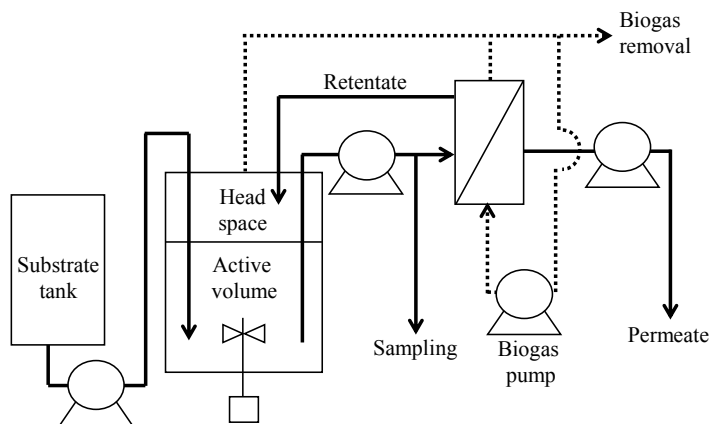 Biogas
removal
Retentate
Head
space
Substrate
tank
Active
volume
Sampling
Biogas
pump
Permeate